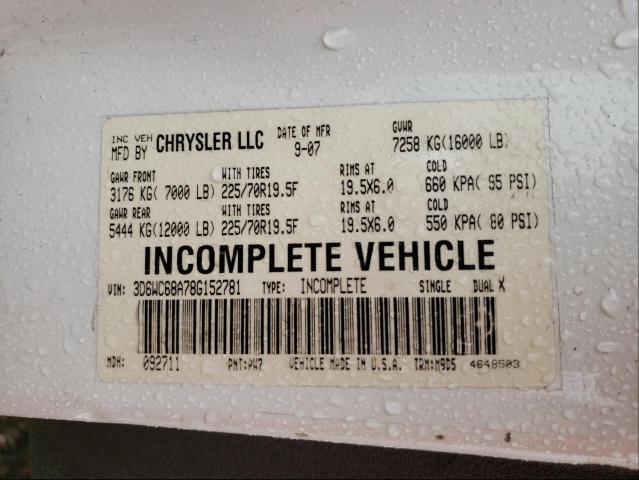 INC VEH MFD BY CHRYSLER LLC DATE OF MFR 9-07 GVWR 7258 KG(16000 LB)
GAWR FRONT WITH TIRES RIMS AT COLD
3176 KG( 7000 LB) 225/70R19.5F 19.5X6.0 660 KPA( 95 PSI)
GAWR REAR WITH TIRES RIMS AT COLD
5444 KG(12000 LB) 225/70R19.5F 19.5X6.0 550 KPA( 80 PSI)
INCOMPLETE VEHICLE
VIN: 3D6WC68A78G152781 TYPE: INCOMPLETE SINGLE DUAL X
MDH: 092711 PNT:PW7 VEHICLE MADE IN U.S.A. TRM:M9D5 4648503